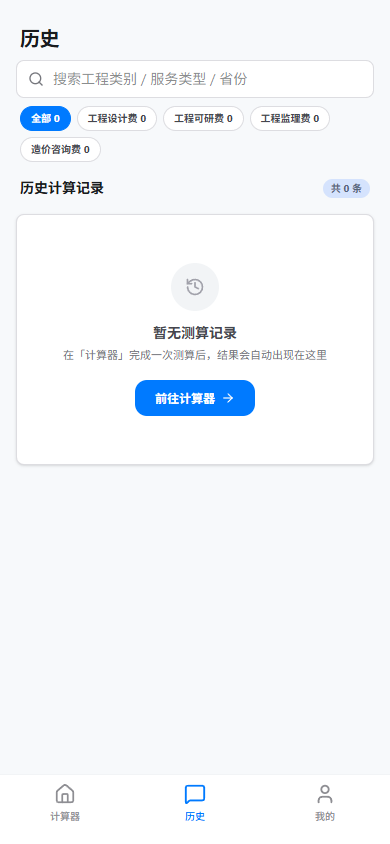 历史
搜索工程类别 / 服务类型 / 省份
全部 0 工程设计费 0 工程可研费 0 工程监理费 0
造价咨询费 0
历史计算记录 共 0 条
暂无测算记录
在「计算器」完成一次测算后，结果会自动出现在这里
前往计算器
计算器 历史 我的